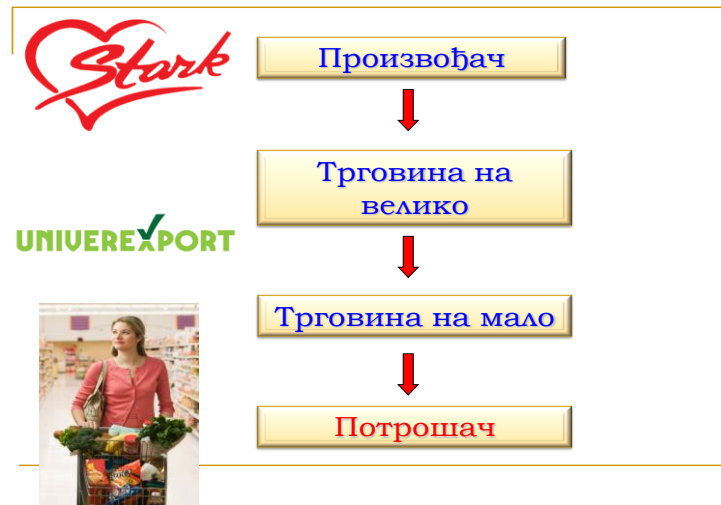 Stark
Произвођач
Трговина на
велико
UNIVEREXPORT
Трговина на мало
Потрошач